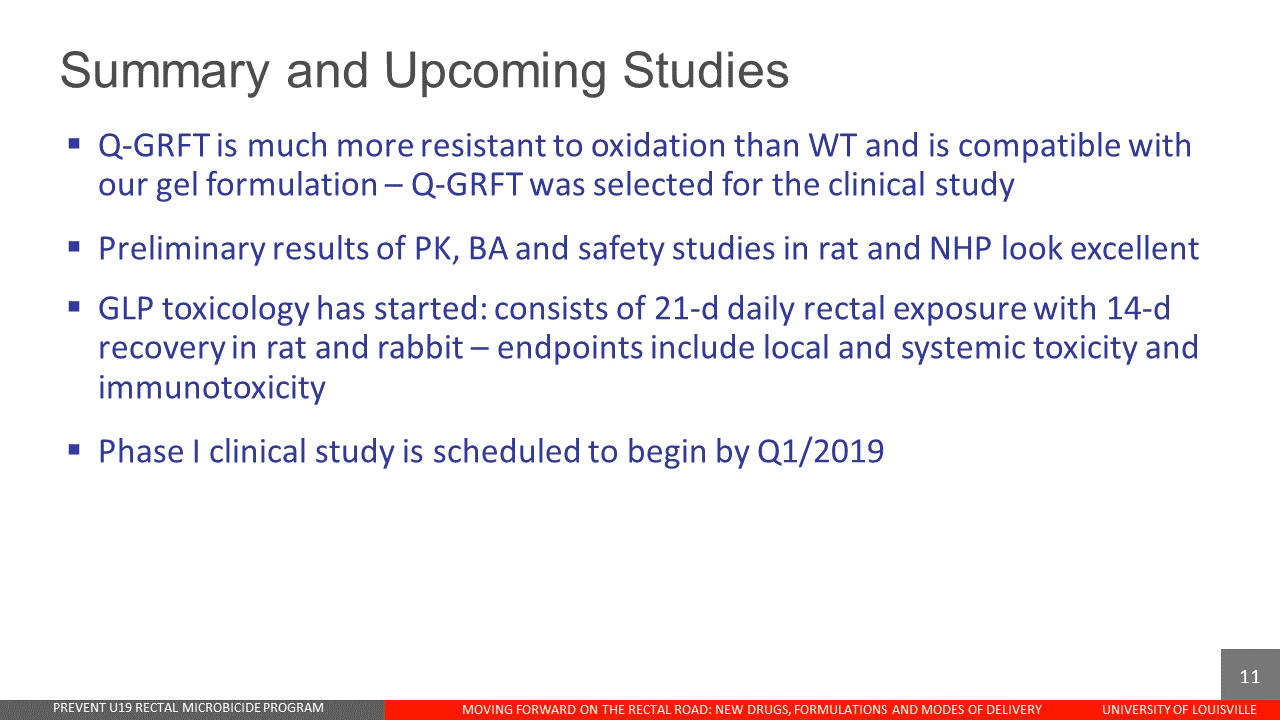 Summary and Upcoming Studies
▪ Q-GRFT is much more resistant to oxidation than WT and is compatible with
our gel formulation – Q-GRFT was selected for the clinical study
▪ Preliminary results of PK, BA and safety studies in rat and NHP look excellent
▪ GLP toxicology has started: consists of 21-d daily rectal exposure with 14-d
recovery in rat and rabbit – endpoints include local and systemic toxicity and
immunotoxicity
▪ Phase I clinical study is scheduled to begin by Q1/2019
11
PREVENT U19 RECTAL MICROBICIDE PROGRAM
MOVING FORWARD ON THE RECTAL ROAD: NEW DRUGS, FORMULATIONS AND MODES OF DELIVERY
UNIVERSITY OF LOUISVILLE